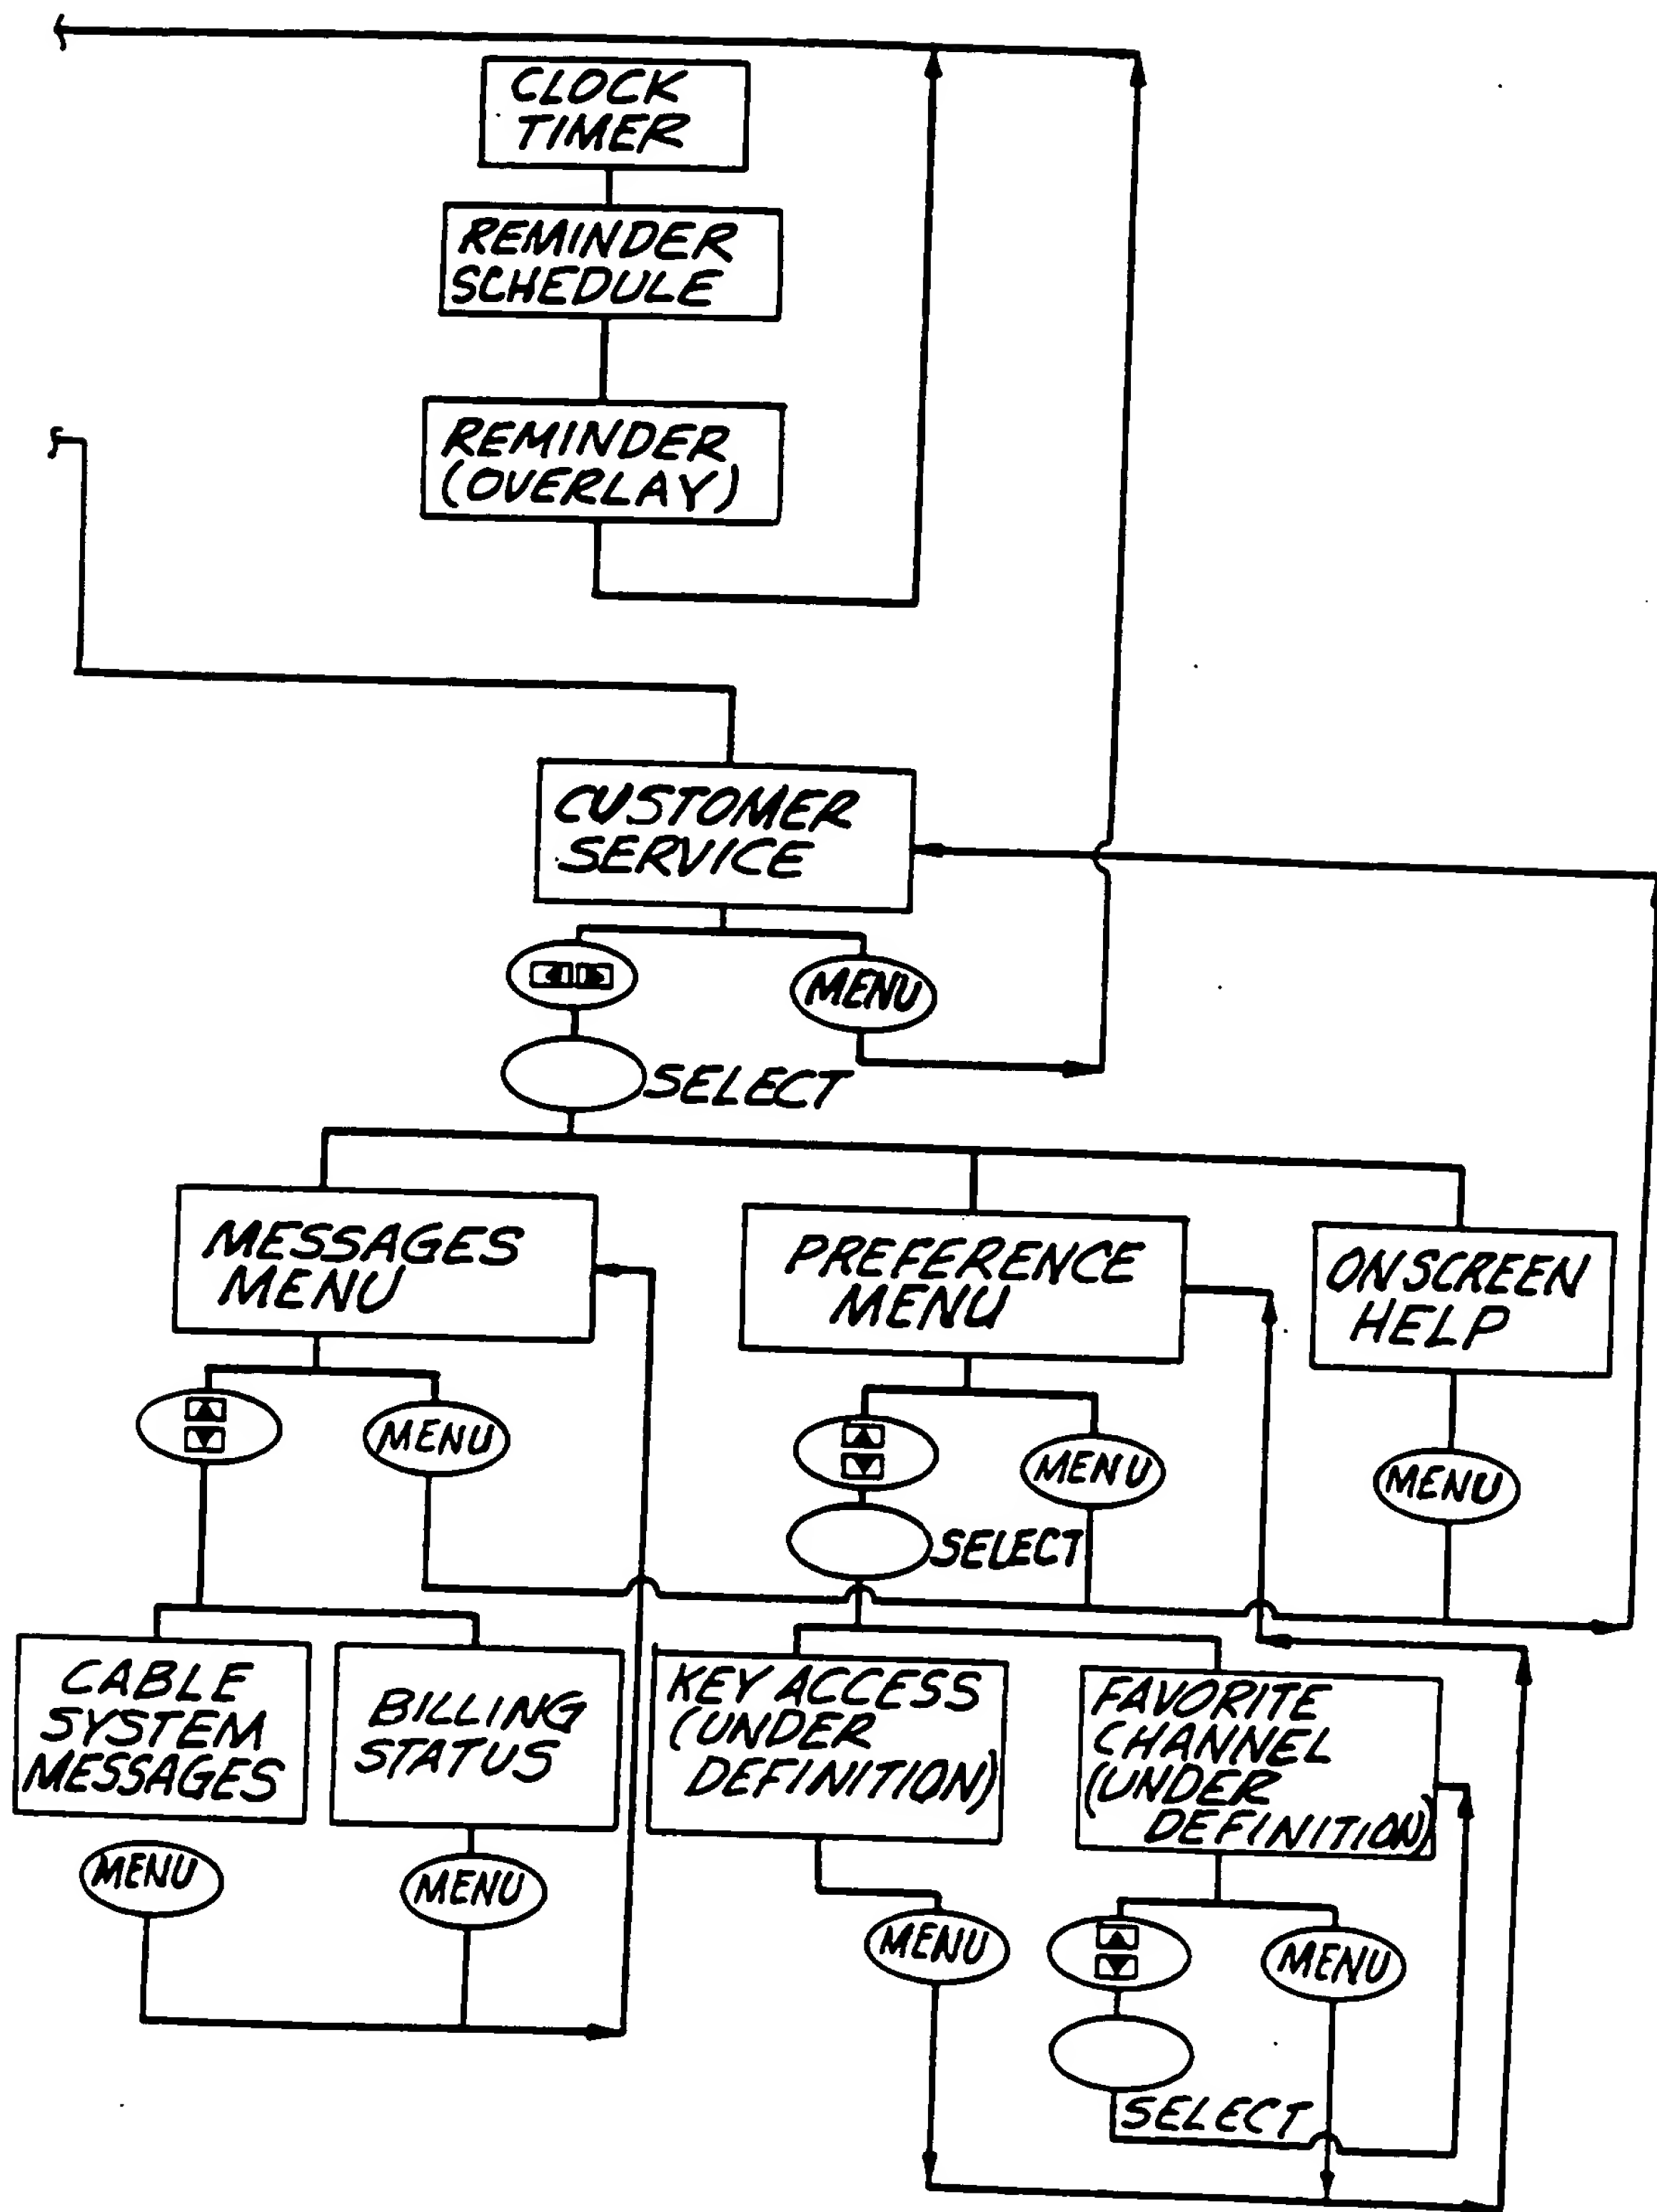 CLOCK
TIMER
REMINDER
SCHEDULE
REMINDER
(OVERLAY)
CUSTOMER
SERVICE
MENU
SELECT
MESSAGES
MENU
PREFERENCE
MENU
ON SCREEN
HELP
MENU
MENU
MENU
SELECT
CABLE
SYSTEM
MESSAGES
BILLING
STATUS
KEY ACCESS
(UNDER
DEFINITION)
FAVORITE
CHANNEL
(UNDER
DEFINITION)
MENU
MENU
MENU
MENU
SELECT